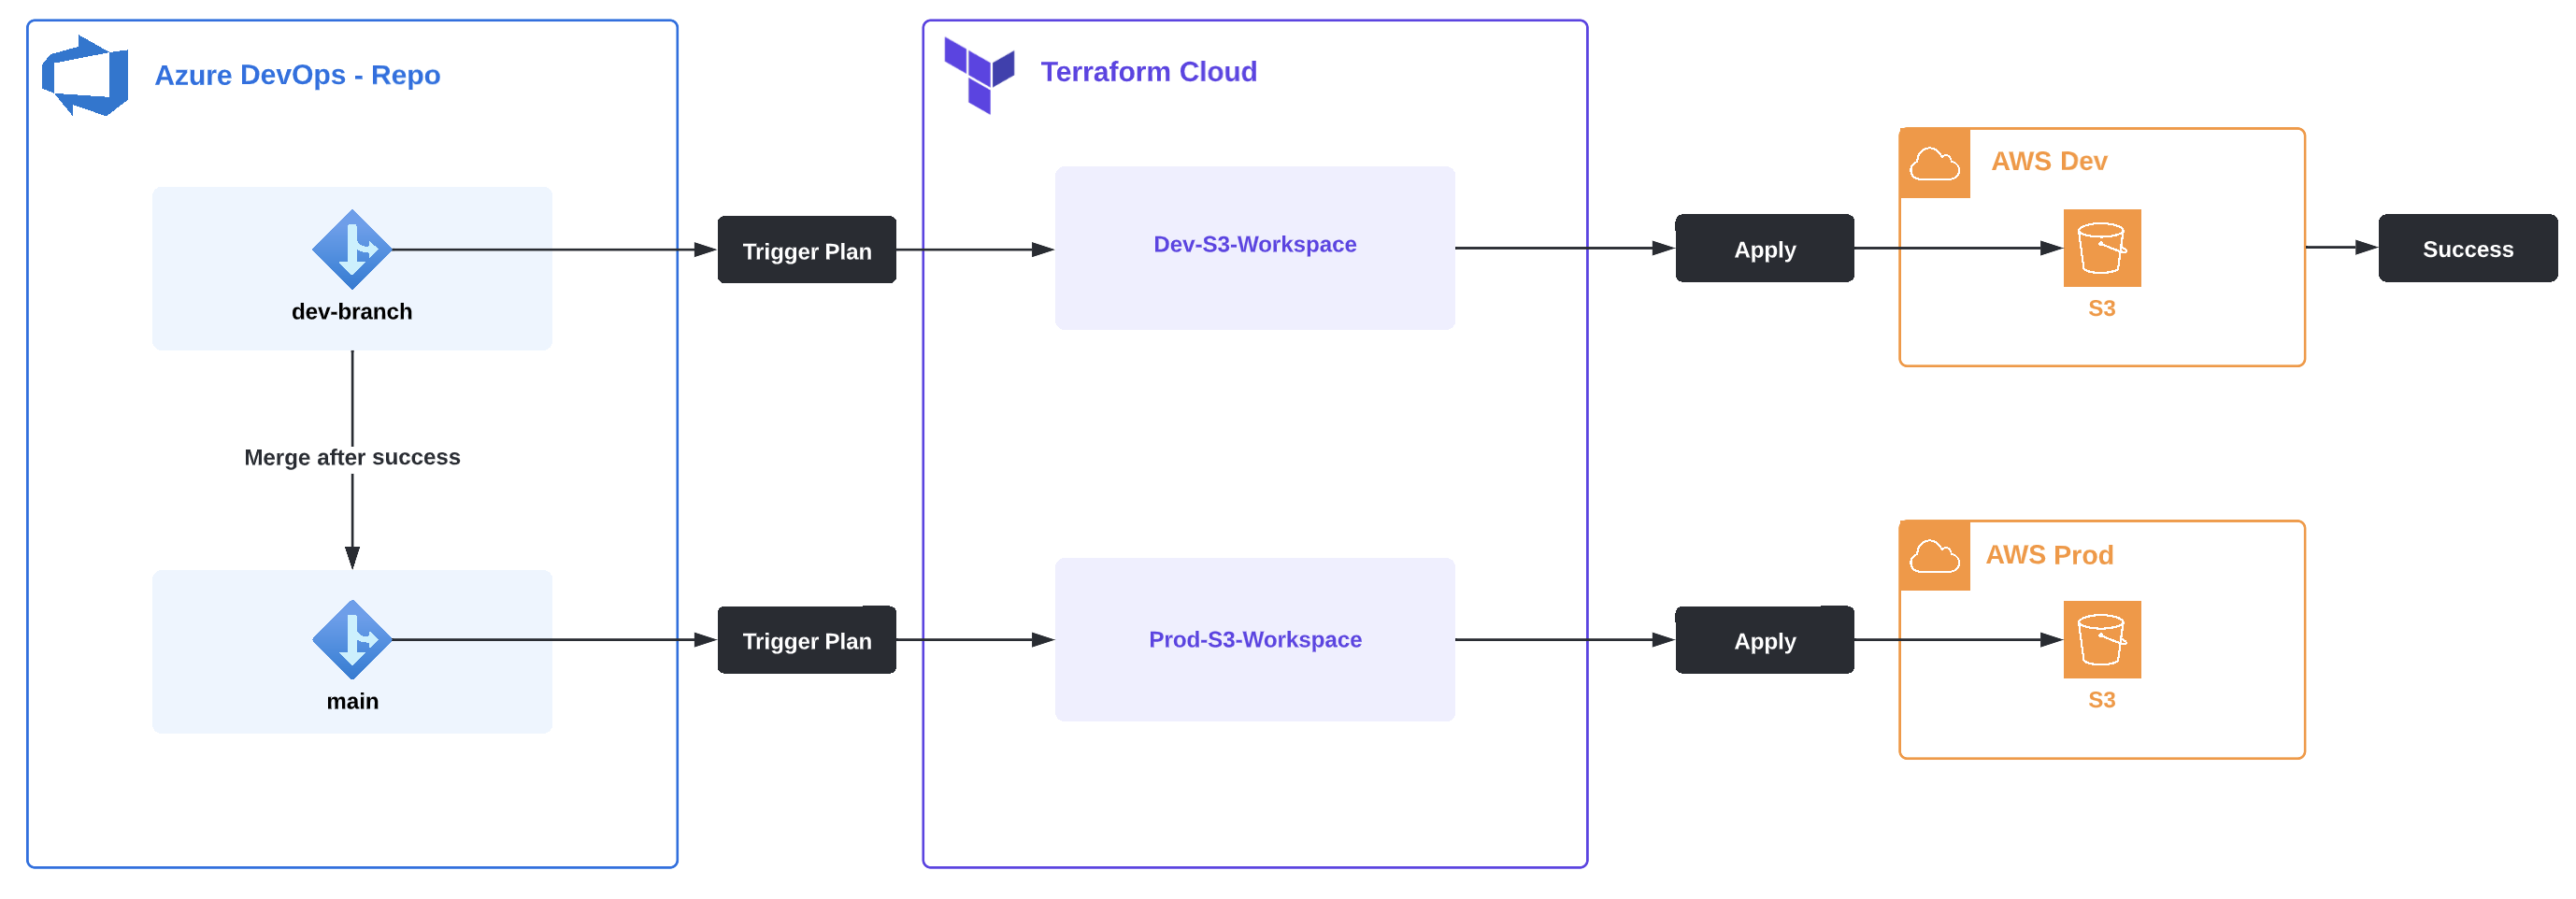 Azure DevOps - Repo
Terraform Cloud
AWS Dev
dev-branch
Trigger Plan
Dev-S3-Workspace
Apply
S3
Success
Merge after success
AWS Prod
main
Trigger Plan
Prod-S3-Workspace
Apply
S3